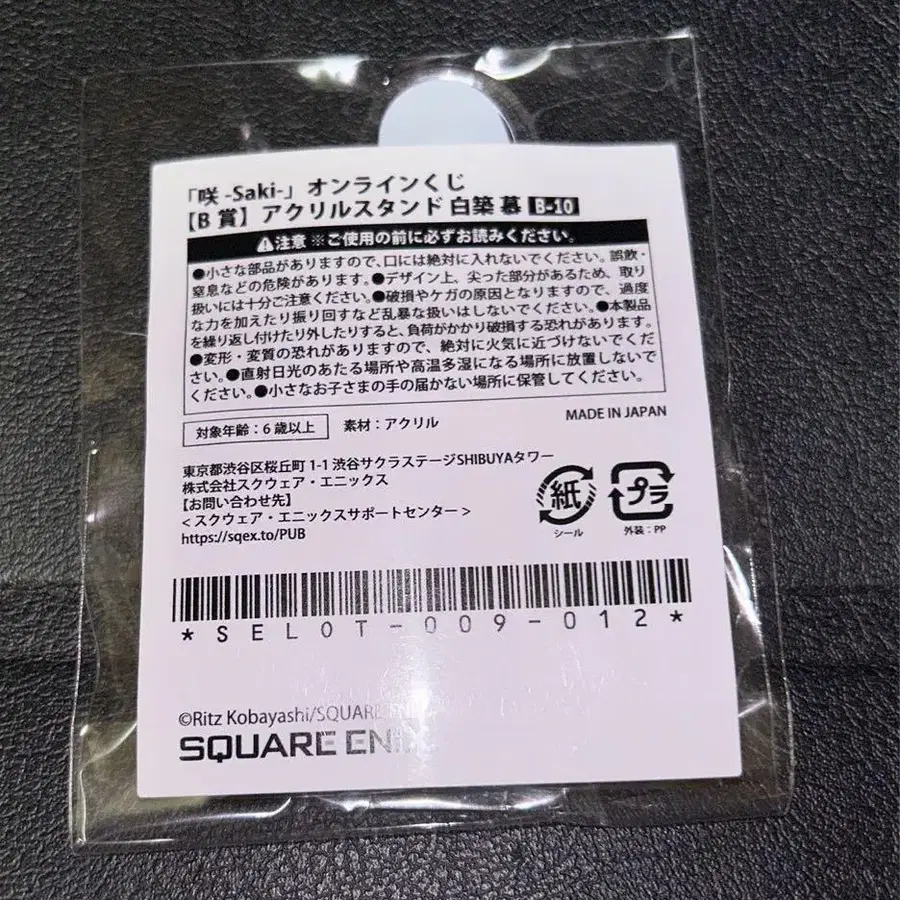 「咲 -Saki-」オンラインくじ
【B 賞】アクリルスタンド 白築 慕 B-10
⚠注意 ※ご使用の前に必ずお読みください。
●小さな部品がありますので、口には絶対に入れないでください。誤飲・
窒息などの危険があります。●デザイン上、尖った部分があるため、取り
扱いには十分ご注意ください。●破損やケガの原因となりますので、過度
な力を加えたり振り回すなど乱暴な扱いはしないでください。●本製品
を繰り返し付けたり外したりすると、負荷がかかり破損する恐れがあります。
●変形・変質の恐れがありますので、絶対に火気に近づけないでくだ
さい。●直射日光のあたる場所や高温多湿になる場所に放置しないで
ください。●小さなお子さまの手の届かない場所に保管してください。
対象年齢：6 歳以上 素材：アクリル MADE IN JAPAN
東京都渋谷区桜丘町 1-1 渋谷サクラステージSHIBUYAタワー
株式会社スクウェア・エニックス
【お問い合わせ先】
＜スクウェア・エニックスサポートセンター＞
https://sqex.to/PUB
紙 プラ
シール 外装：PP
*SELOT-009-012*
©Ritz Kobayashi/SQUARE
SQUARE ENIX